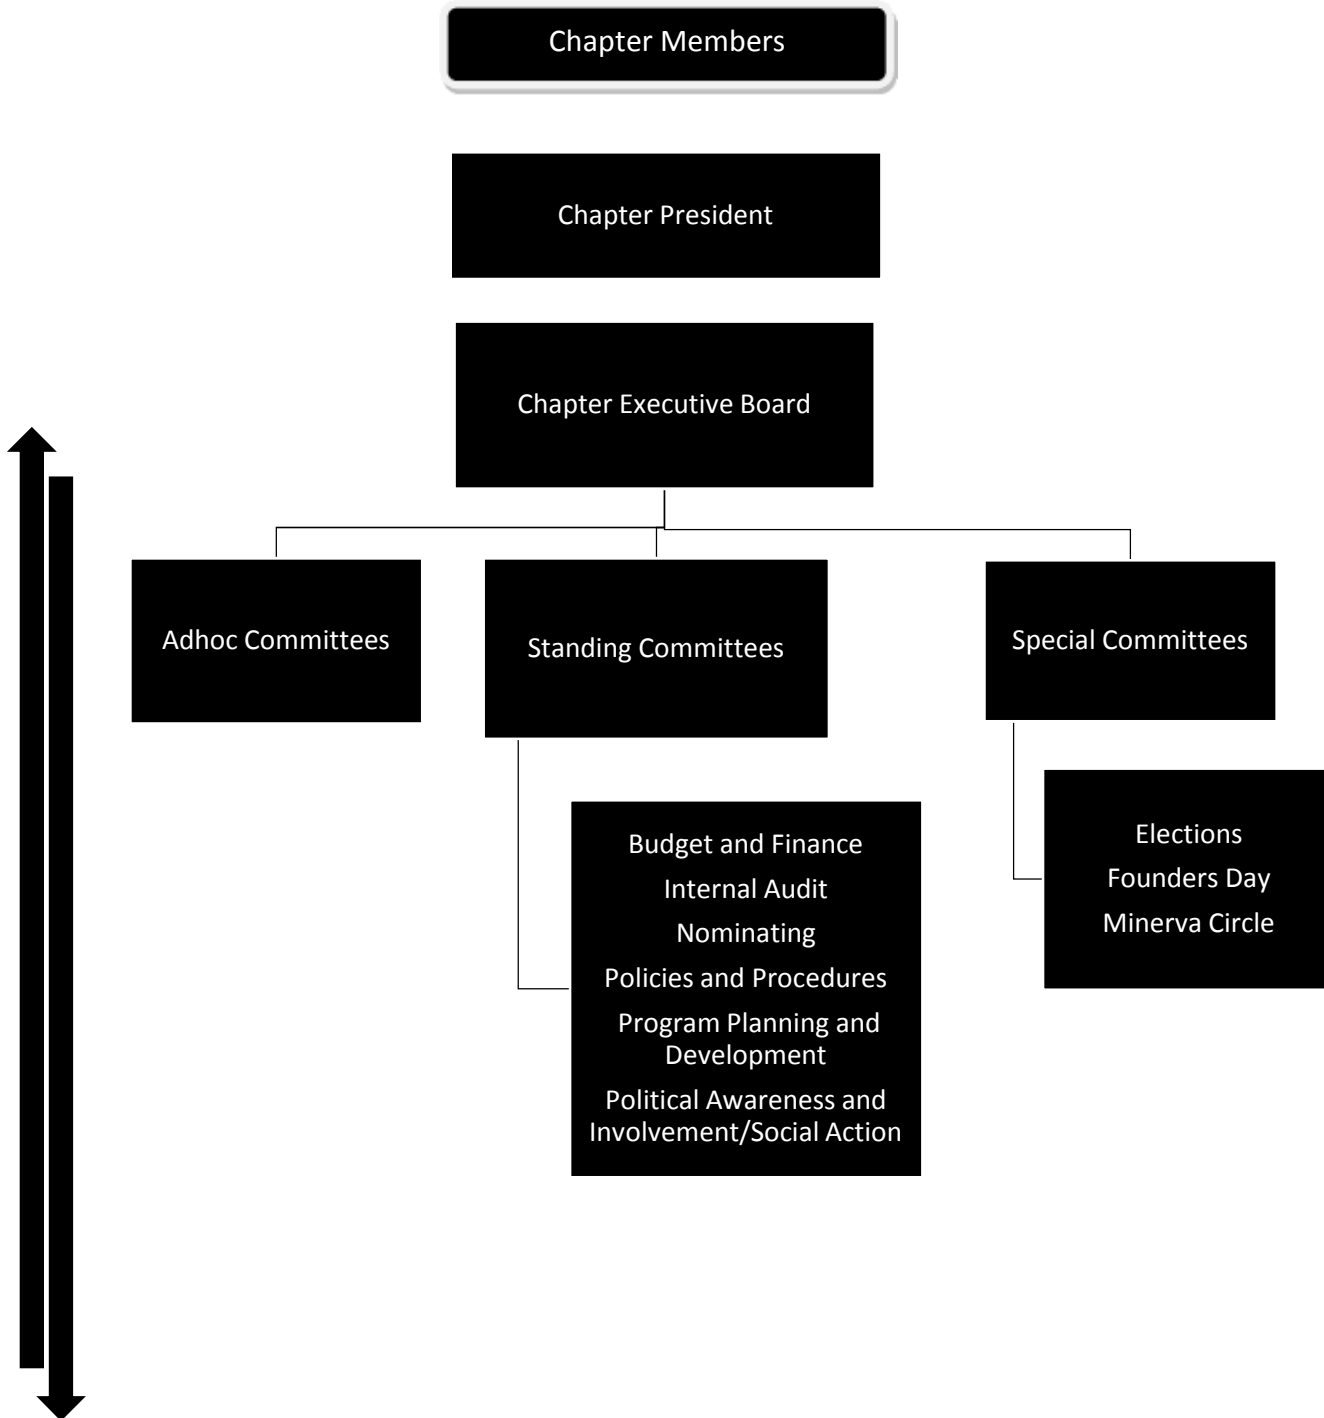 Chapter Members
Chapter President
Chapter Executive Board
Adhoc Committees
Standing Committees
Special Committees
Budget and Finance
Internal Audit
Nominating
Policies and Procedures
Program Planning and
Development
Political Awareness and
Involvement/Social Action
Elections
Founders Day
Minerva Circle